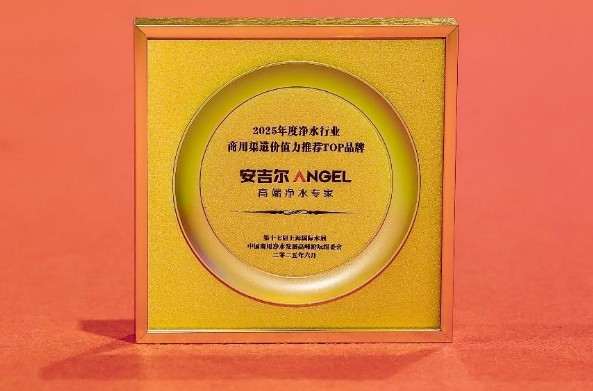 2025年度净水行业
商用渠道价值力推荐TOP品牌
安吉尔 ANGEL
高端净水专家
第十七届上海国际水展
中国商用净水发展高峰论坛组委会
二零二五年六月